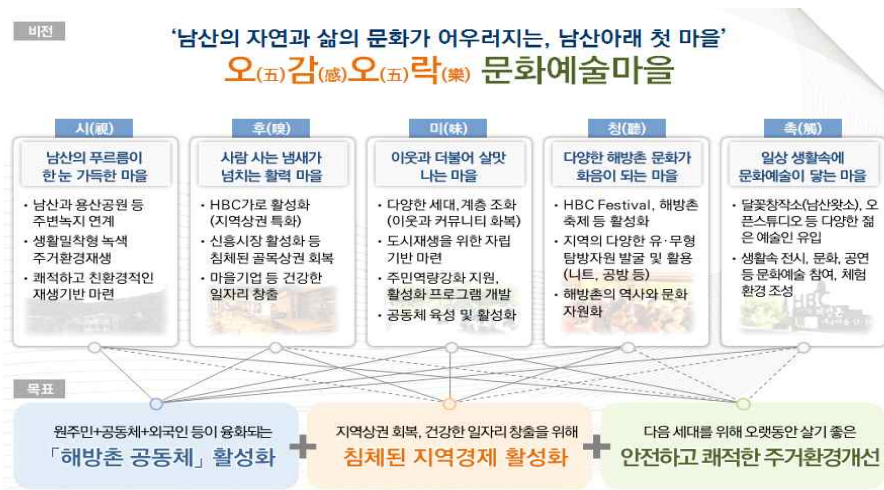 비전
‘남산의 자연과 삶의 문화가 어우러지는, 남산아래 첫 마을’
오(五)감(感)오(五)락(樂) 문화예술마을
시(視)
남산의 푸르름이
한눈 가득한 마을
• 남산과 용산공원 등
주변녹지 연계
• 생활밀착형 녹색
주거환경재생
• 쾌적하고 친환경적인
재생기반 마련
후(嗅)
사람 사는 냄새가
넘치는 활력 마을
• HBC가로 활성화
(지역상권 특화)
• 신흥시장 활성화 등
침체된 골목상권 회복
• 마을기업 등 건강한
일자리 창출
미(味)
이웃과 더불어 살맛
나는 마을
• 다양한 세대,계층 조화
(이웃과 커뮤니티 화복)
• 도시재생을 위한 자립
기반 마련
• 주민역량강화 지원,
활성화 프로그램 개발
• 공동체 육성 및 활성화
청(聽)
다양한 해방촌 문화가
화음이 되는 마을
• HBC Festival, 해방촌
축제 등 활성화
• 지역의 다양한 유·무형
탐방자원 발굴 및 활용
(니트, 공방 등)
• 해방촌의 역사와 문화
자원화
촉(觸)
일상 생활속에
문화예술이 닿는 마을
• 달꽃창작소(남산왓소), 오
픈스튜디오 등 다양한 젊
은 예술인 유입
• 생활속 전시, 문화, 공연
등 문화예술 참여, 체험
환경 조성
HBC
목표
원주민+공동체+외국인 등이 융화되는
「해방촌 공동체」 활성화
+
지역상권 회복, 건강한 일자리 창출을 위해
침체된 지역경제 활성화
+
다음 세대를 위해 오랫동안 살기 좋은
안전하고 쾌적한 주거환경개선